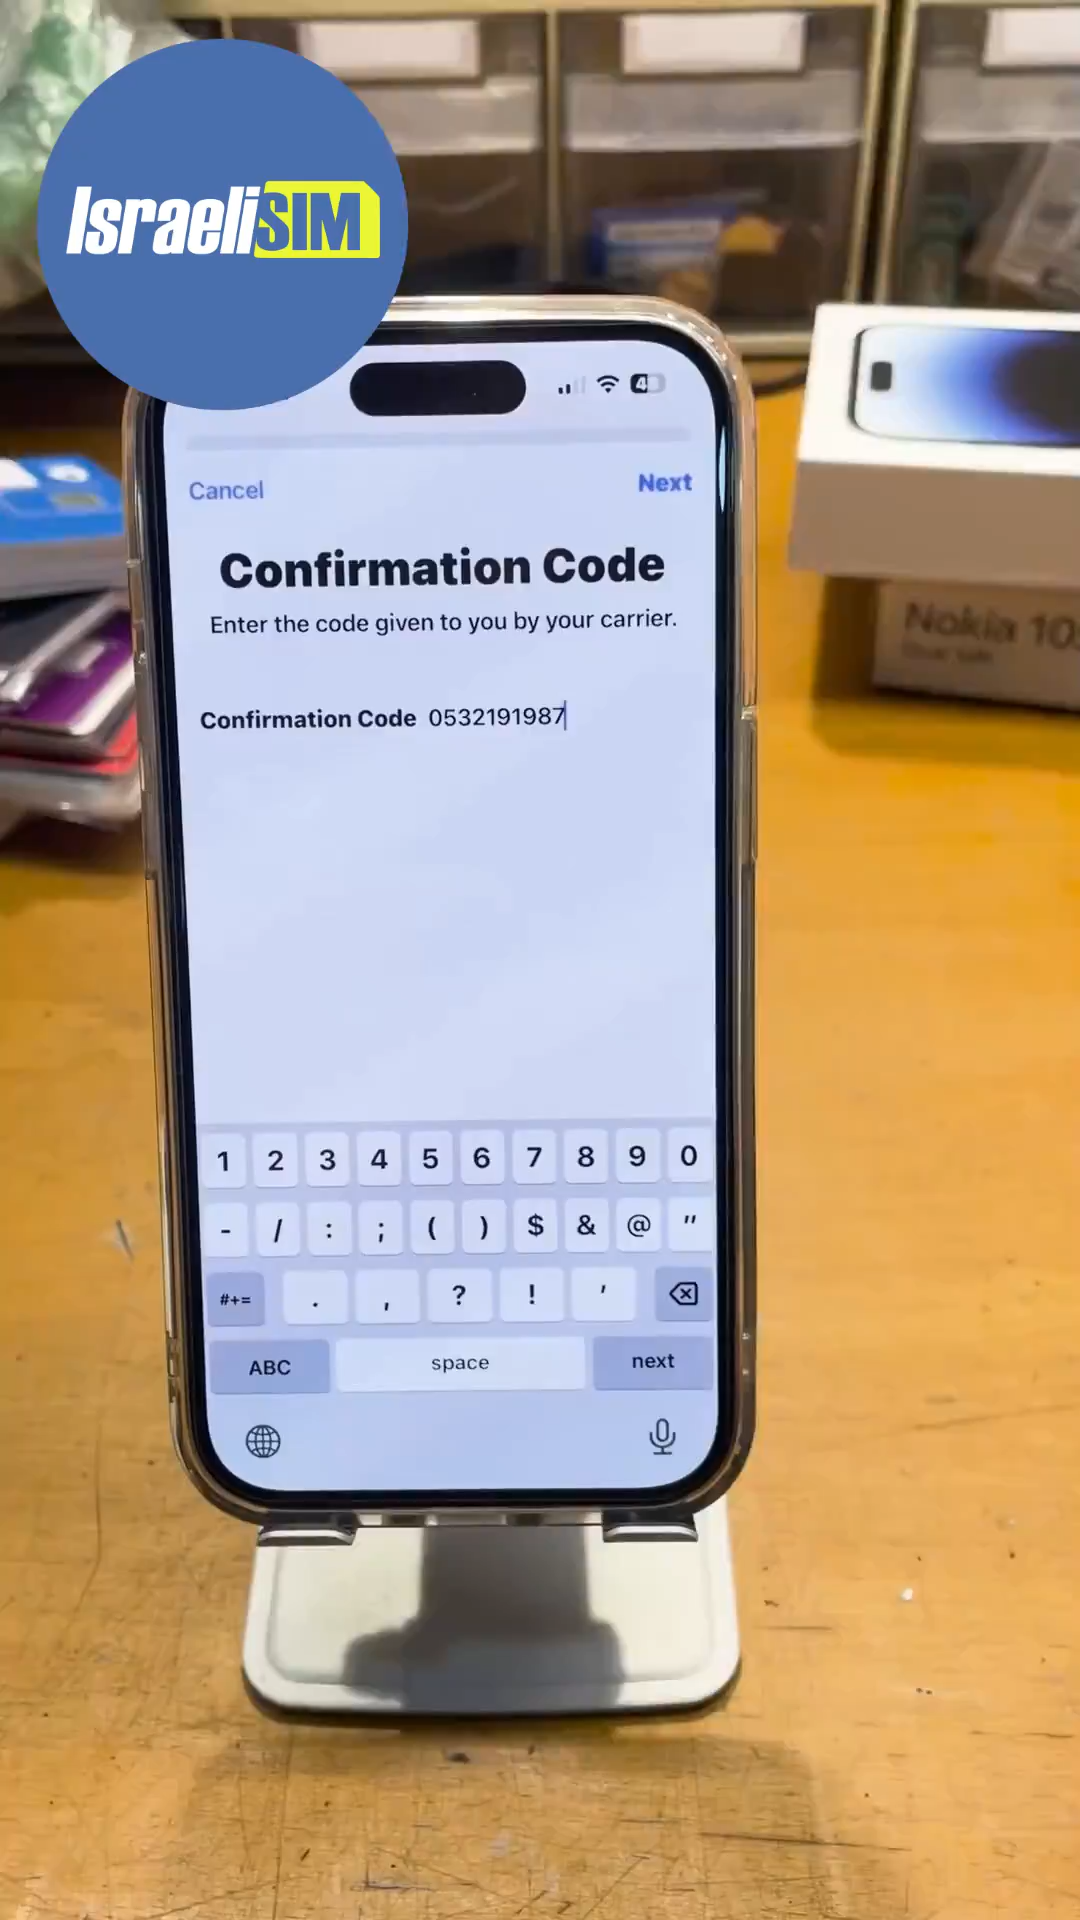 IsraeliSIM
Cancel
Next
Confirmation Code
Enter the code given to you by your carrier.
Confirmation Code 0532191987
1 2 3 4 5 6 7 8 9 0
- / : ; ( ) $ & @ "
#+= . , ? ! '
ABC space next
Nokia